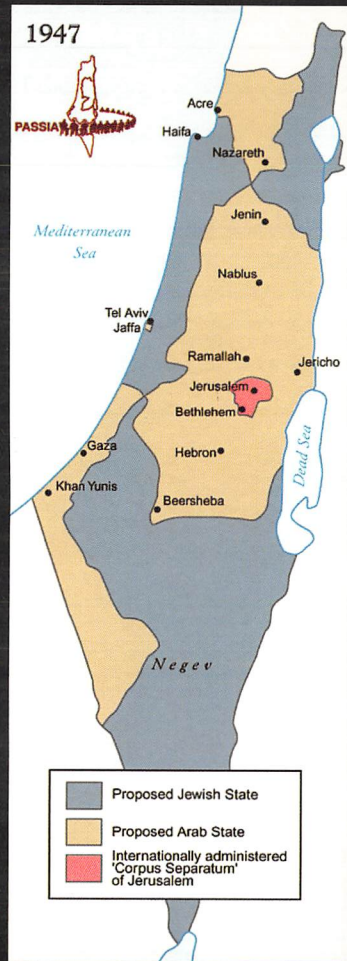 1947
PASSIA
Acre
Haifa
Nazareth
Mediterranean
Sea
Jenin
Nablus
Tel Aviv
Jaffa
Ramallah
Jericho
Jerusalem
Bethlehem
Dead Sea
Gaza
Hebron
Khan Yunis
Beersheba
Negev
Proposed Jewish State
Proposed Arab State
Internationally administered
'Corpus Separatum'
of Jerusalem